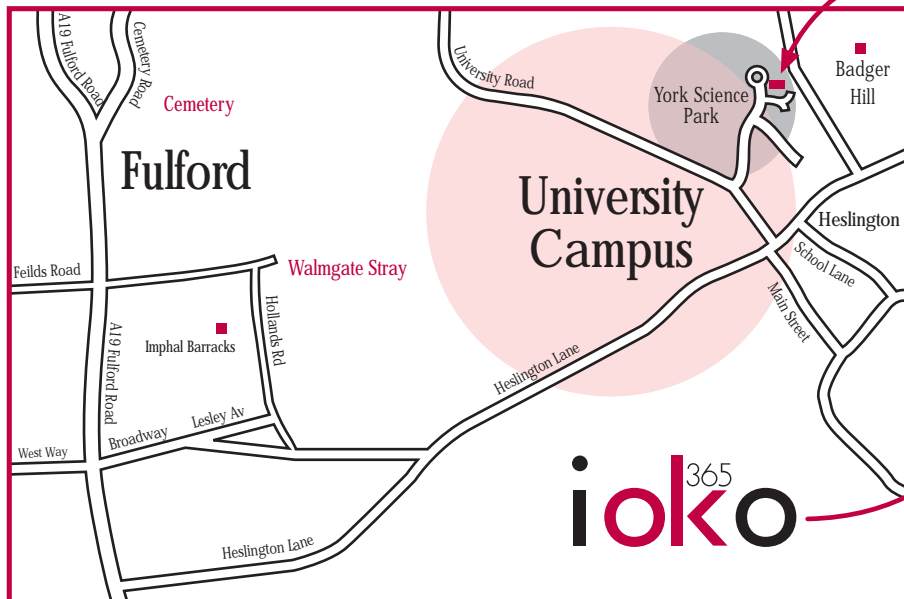 A19 Fulford Road
Cemetery Road
Cemetery
Fulford
University Road
York Science
Park
Badger
Hill
University
Campus
Heslington
School Lane
Main Street
Feilds Road
Walmgate Stray
Hollands Rd
Imphal Barracks
A19 Fulford Road
Heslington Lane
Lesley Av
Broadway
West Way
365
ioko
Heslington Lane